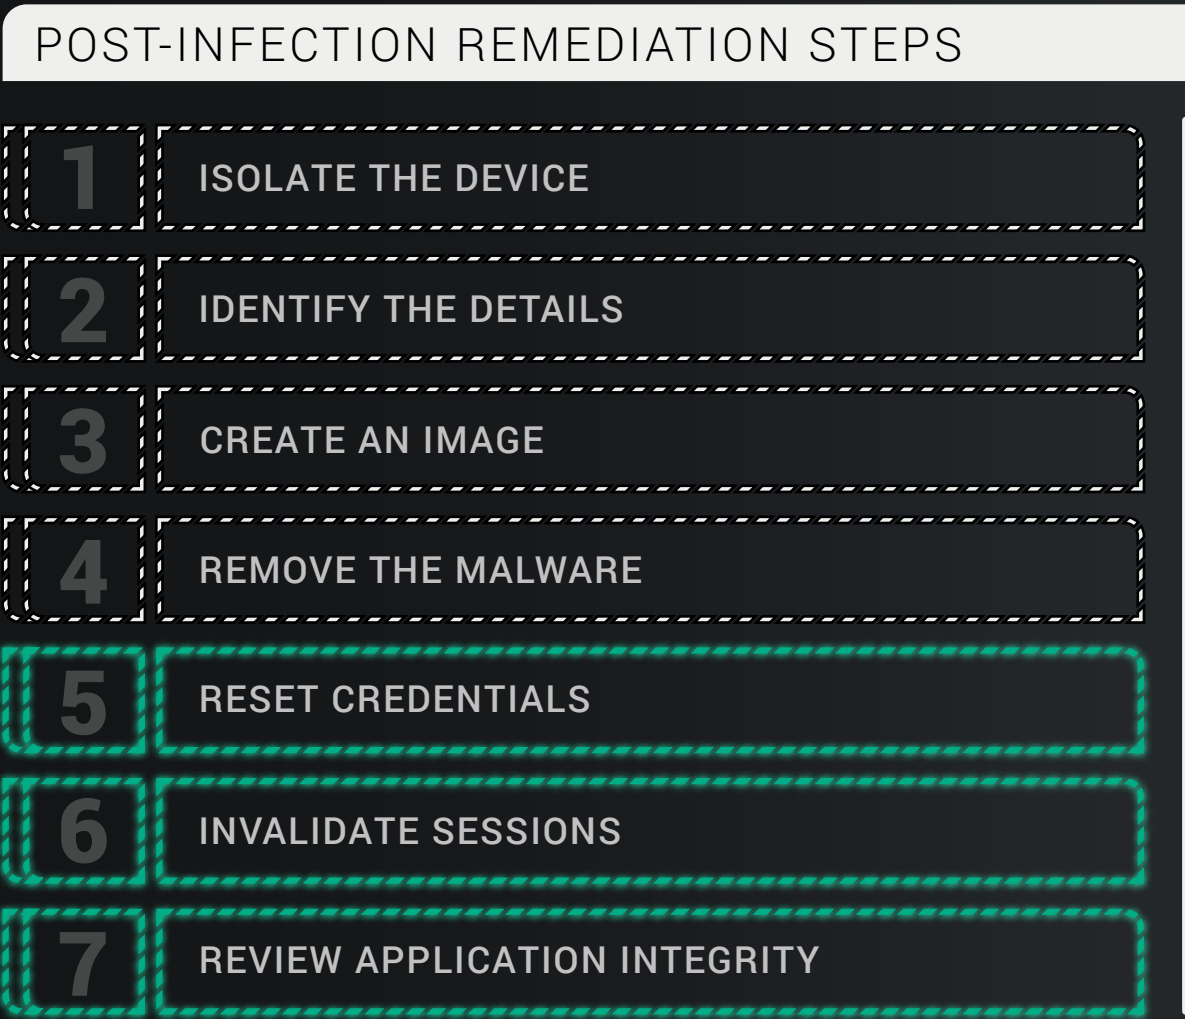 POST-INFECTION REMEDIATION STEPS
1 ISOLATE THE DEVICE
2 IDENTIFY THE DETAILS
3 CREATE AN IMAGE
4 REMOVE THE MALWARE
5 RESET CREDENTIALS
6 INVALIDATE SESSIONS
7 REVIEW APPLICATION INTEGRITY